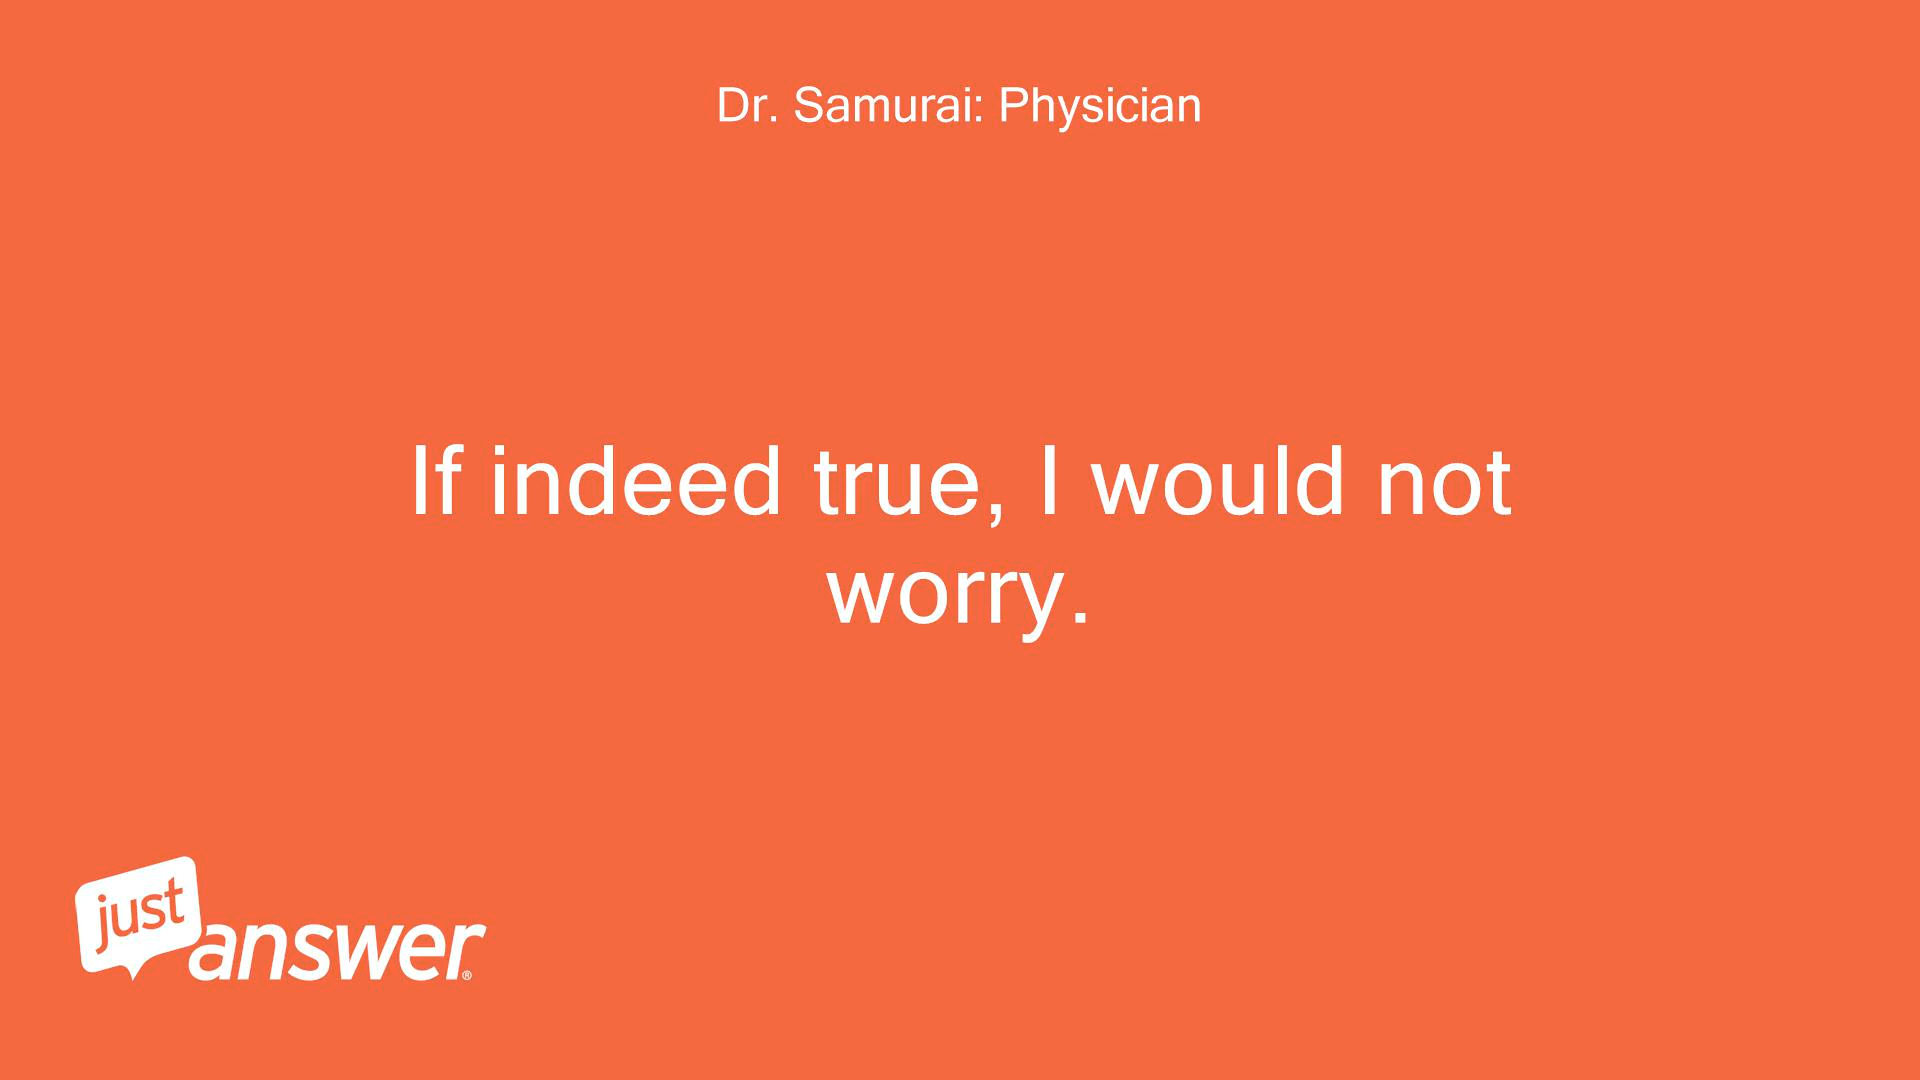 Dr. Samurai: Physician
If indeed true, I would not
worry.
just
answer®